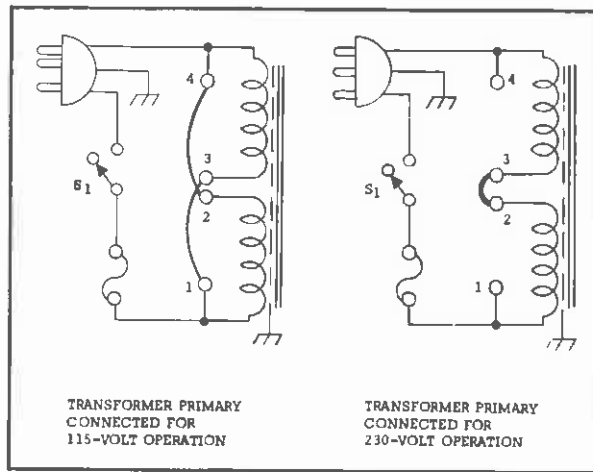 4
3
S1
2
1
TRANSFORMER PRIMARY
CONNECTED FOR
115-VOLT OPERATION
4
3
S1
2
1
TRANSFORMER PRIMARY
CONNECTED FOR
230-VOLT OPERATION